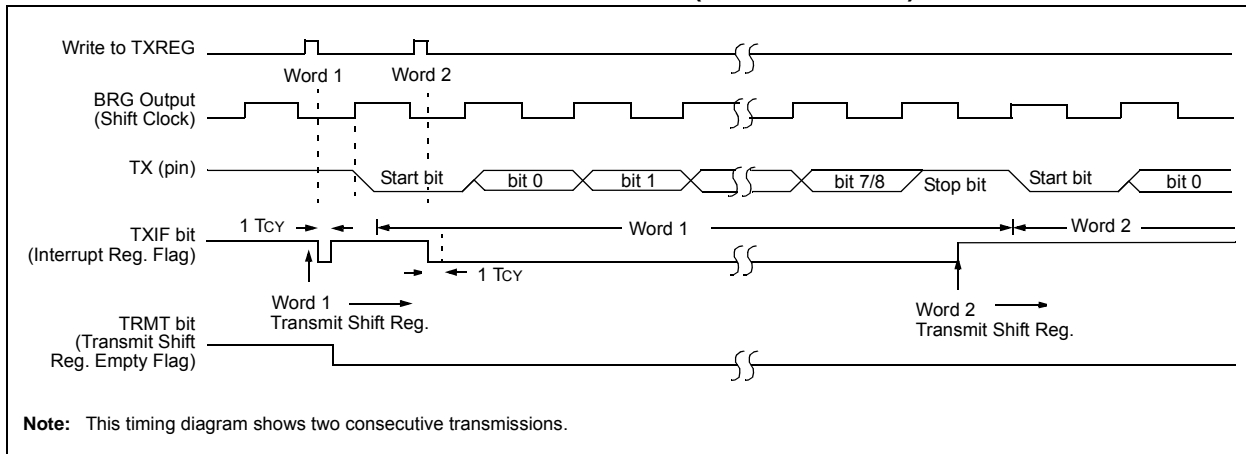 Write to TXREG
Word 1
Word 2
BRG Output
(Shift Clock)
TX (pin)
Start bit
bit 0
bit 1
bit 7/8
Stop bit
Start bit
bit 0
1 TCY
TXIF bit
(Interrupt Reg. Flag)
Word 1
Word 2
1 TCY
Word 1
Transmit Shift Reg.
Word 2
Transmit Shift Reg.
TRMT bit
(Transmit Shift
Reg. Empty Flag)
Note: This timing diagram shows two consecutive transmissions.